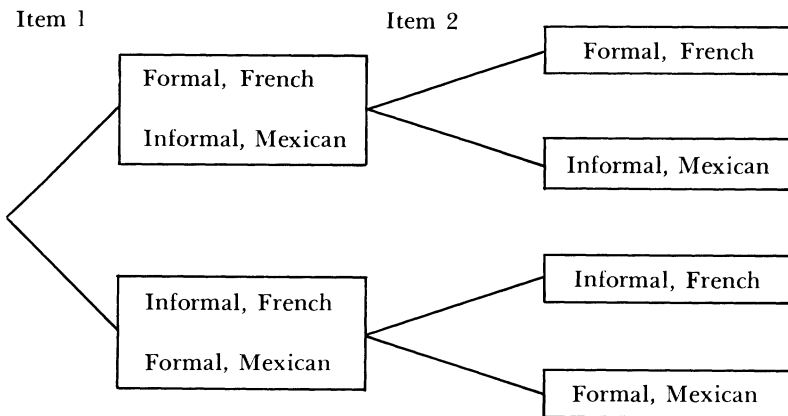 Item 1
Item 2
Formal, French
Informal, Mexican
Formal, French
Informal, Mexican
Informal, French
Formal, Mexican
Informal, French
Formal, Mexican